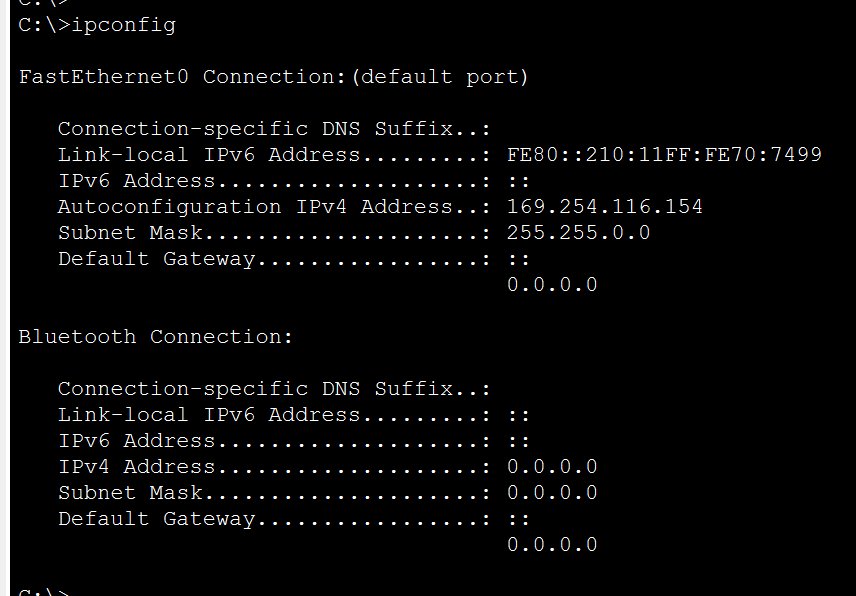 C:\>
C:\>ipconfig
FastEthernet0 Connection:(default port)
Connection-specific DNS Suffix..:
Link-local IPv6 Address.........: FE80::210:11FF:FE70:7499
IPv6 Address....................: ::
Autoconfiguration IPv4 Address..: 169.254.116.154
Subnet Mask.....................: 255.255.0.0
Default Gateway.................: ::
0.0.0.0
Bluetooth Connection:
Connection-specific DNS Suffix..:
Link-local IPv6 Address.........: ::
IPv6 Address....................: ::
IPv4 Address....................: 0.0.0.0
Subnet Mask.....................: 0.0.0.0
Default Gateway.................: ::
0.0.0.0
C:\>